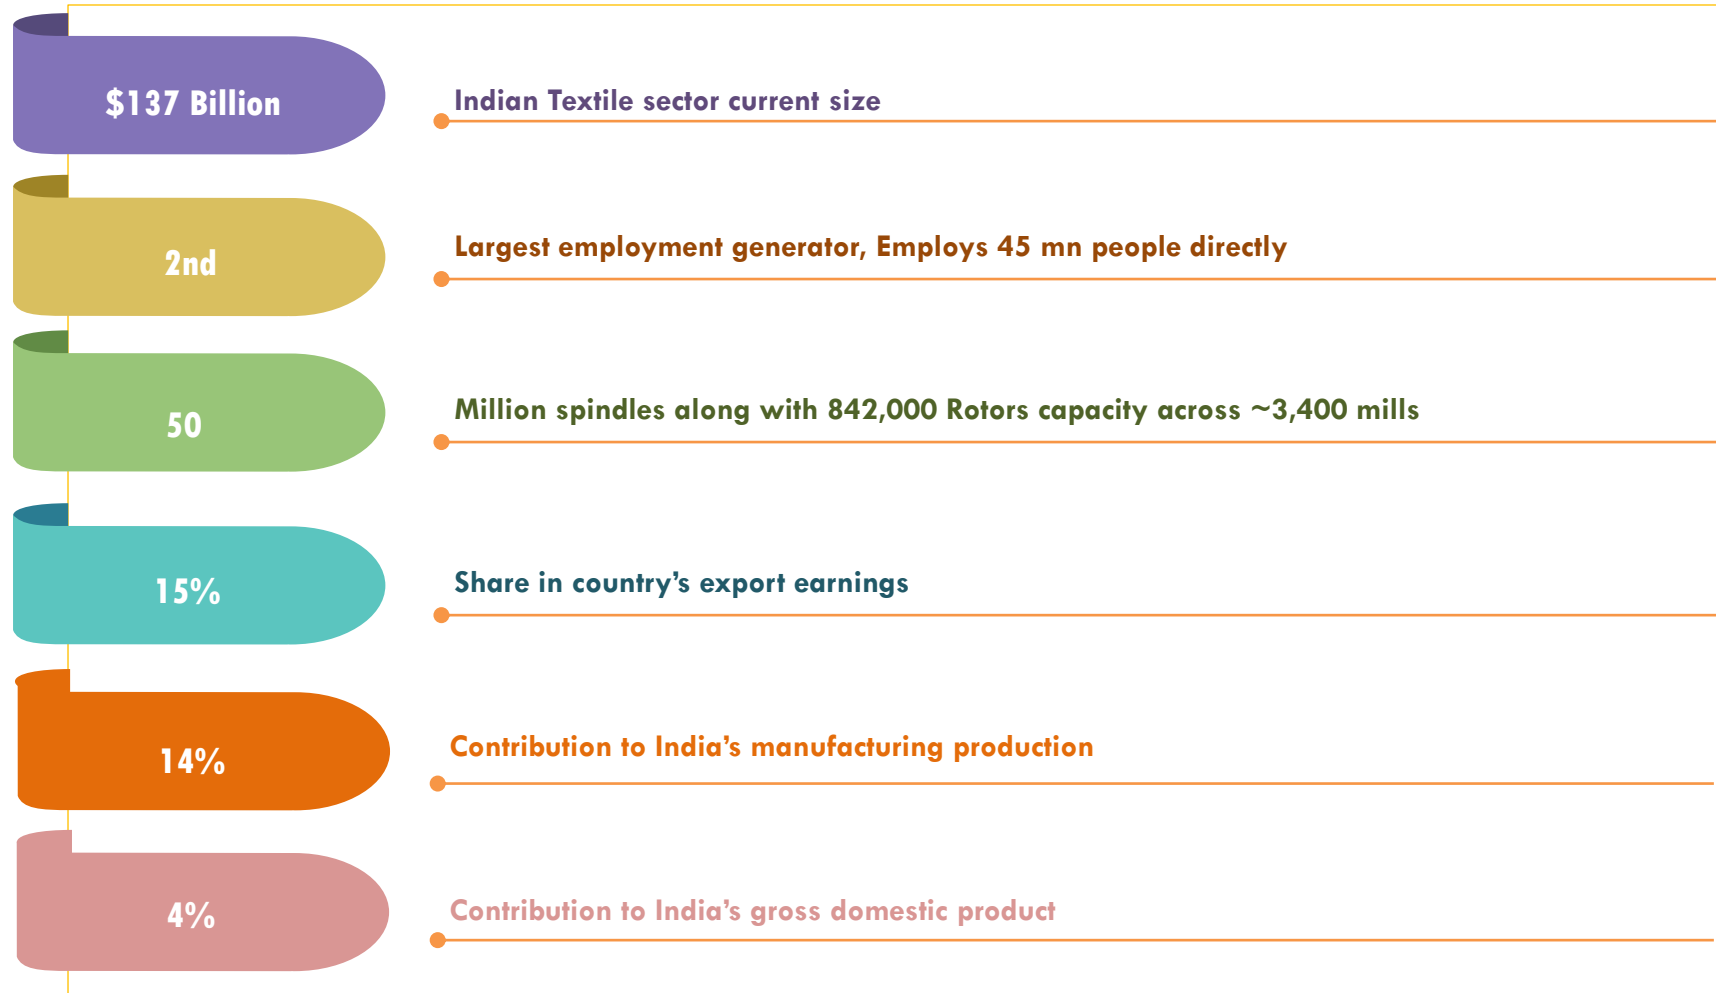 $137 Billion
Indian Textile sector current size
2nd
Largest employment generator, Employs 45 mn people directly
50
Million spindles along with 842,000 Rotors capacity across ~3,400 mills
15%
Share in country’s export earnings
14%
Contribution to India’s manufacturing production
4%
Contribution to India’s gross domestic product